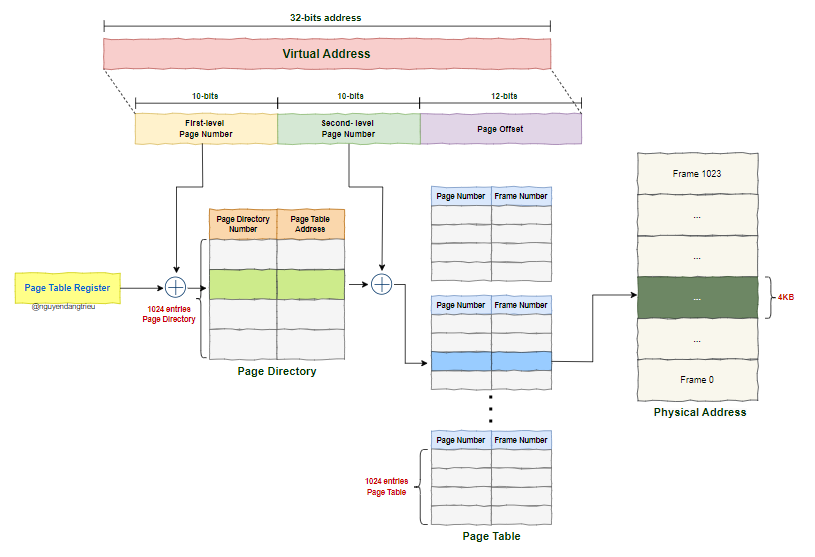 32-bits address
Virtual Address
10-bits
10-bits
12-bits
First-level
Page Number
Second- level
Page Number
Page Offset
Page Table Register
@nguyendangtrieu
Page Directory
Number
Page Table
Address
1024 entries
Page Directory
Page Directory
Page Number
Frame Number
Page Number
Frame Number
Page Number
Frame Number
1024 entries
Page Table
Page Table
Frame 1023
...
...
...
4KB
...
Frame 0
Physical Address